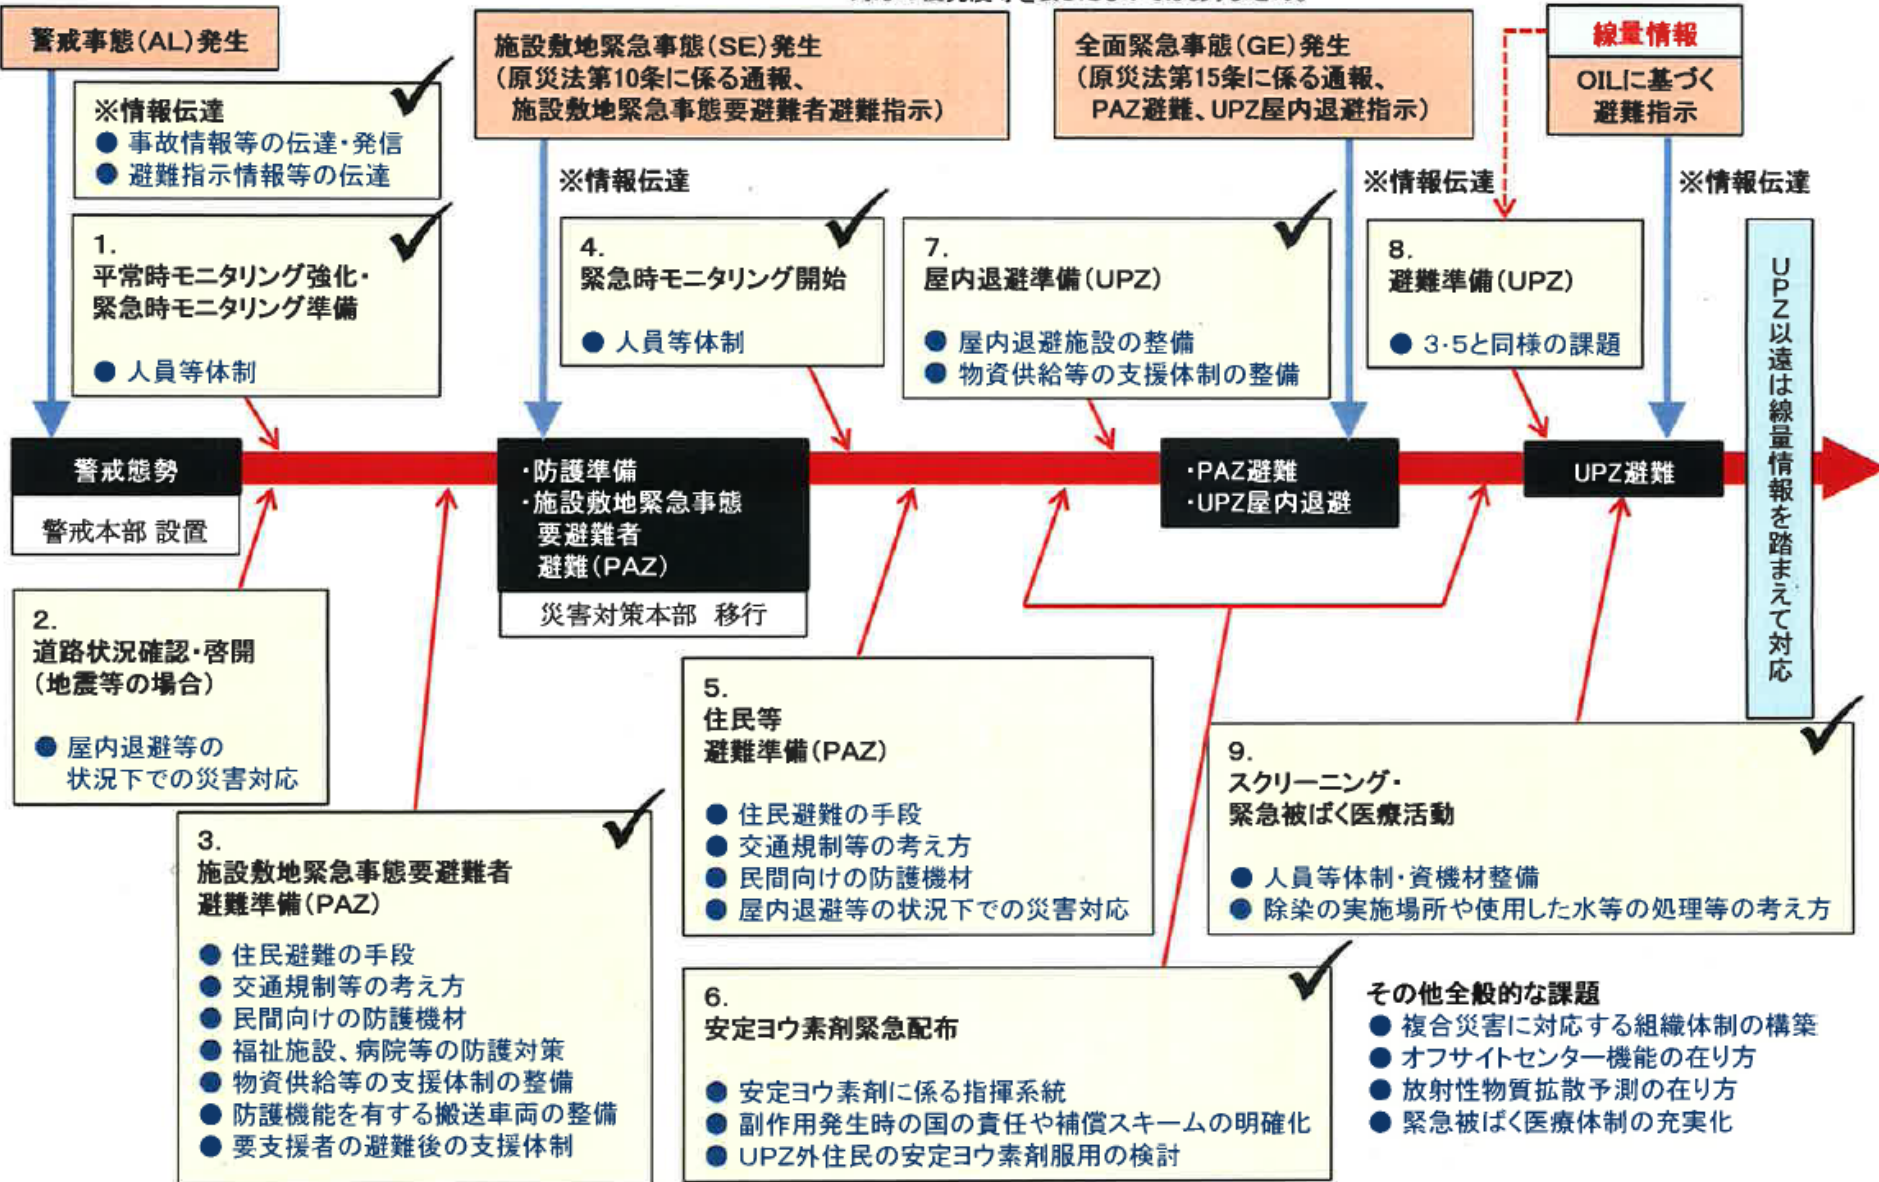 警戒事態(AL)発生
※情報伝達
● 事故情報等の伝達・発信
● 避難指示情報等の伝達
1.
平常時モニタリング強化・
緊急時モニタリング準備
● 人員等体制
施設敷地緊急事態(SE)発生
(原災法第10条に係る通報、
施設敷地緊急事態要避難者避難指示)
※情報伝達
4.
緊急時モニタリング開始
● 人員等体制
全面緊急事態(GE)発生
(原災法第15条に係る通報、
PAZ避難、UPZ屋内退避指示)
※情報伝達
7.
屋内退避準備(UPZ)
● 屋内退避施設の整備
● 物資供給等の支援体制の整備
線量情報
OILに基づく
避難指示
※情報伝達
8.
避難準備(UPZ)
● 3・5と同様の課題
UPZ以遠は線量情報を踏まえて対応
警戒態勢
警戒本部 設置
・防護準備
・施設敷地緊急事態
要避難者
避難(PAZ)
災害対策本部 移行
・PAZ避難
・UPZ屋内退避
UPZ避難
2.
道路状況確認・啓開
(地震等の場合)
● 屋内退避等の
状況下での災害対応
3.
施設敷地緊急事態要避難者
避難準備(PAZ)
● 住民避難の手段
● 交通規制等の考え方
● 民間向けの防護機材
● 福祉施設、病院等の防護対策
● 物資供給等の支援体制の整備
● 防護機能を有する搬送車両の整備
● 要支援者の避難後の支援体制
5.
住民等
避難準備(PAZ)
● 住民避難の手段
● 交通規制等の考え方
● 民間向けの防護機材
● 屋内退避等の状況下での災害対応
6.
安定ヨウ素剤緊急配布
● 安定ヨウ素剤に係る指揮系統
● 副作用発生時の国の責任や補償スキームの明確化
● UPZ外住民の安定ヨウ素剤服用の検討
9.
スクリーニング・
緊急被ばく医療活動
● 人員等体制・資機材整備
● 除染の実施場所や使用した水等の処理等の考え方
その他全般的な課題
● 複合災害に対応する組織体制の構築
● オフサイトセンター機能の在り方
● 放射性物質拡散予測の在り方
● 緊急被ばく医療体制の充実化